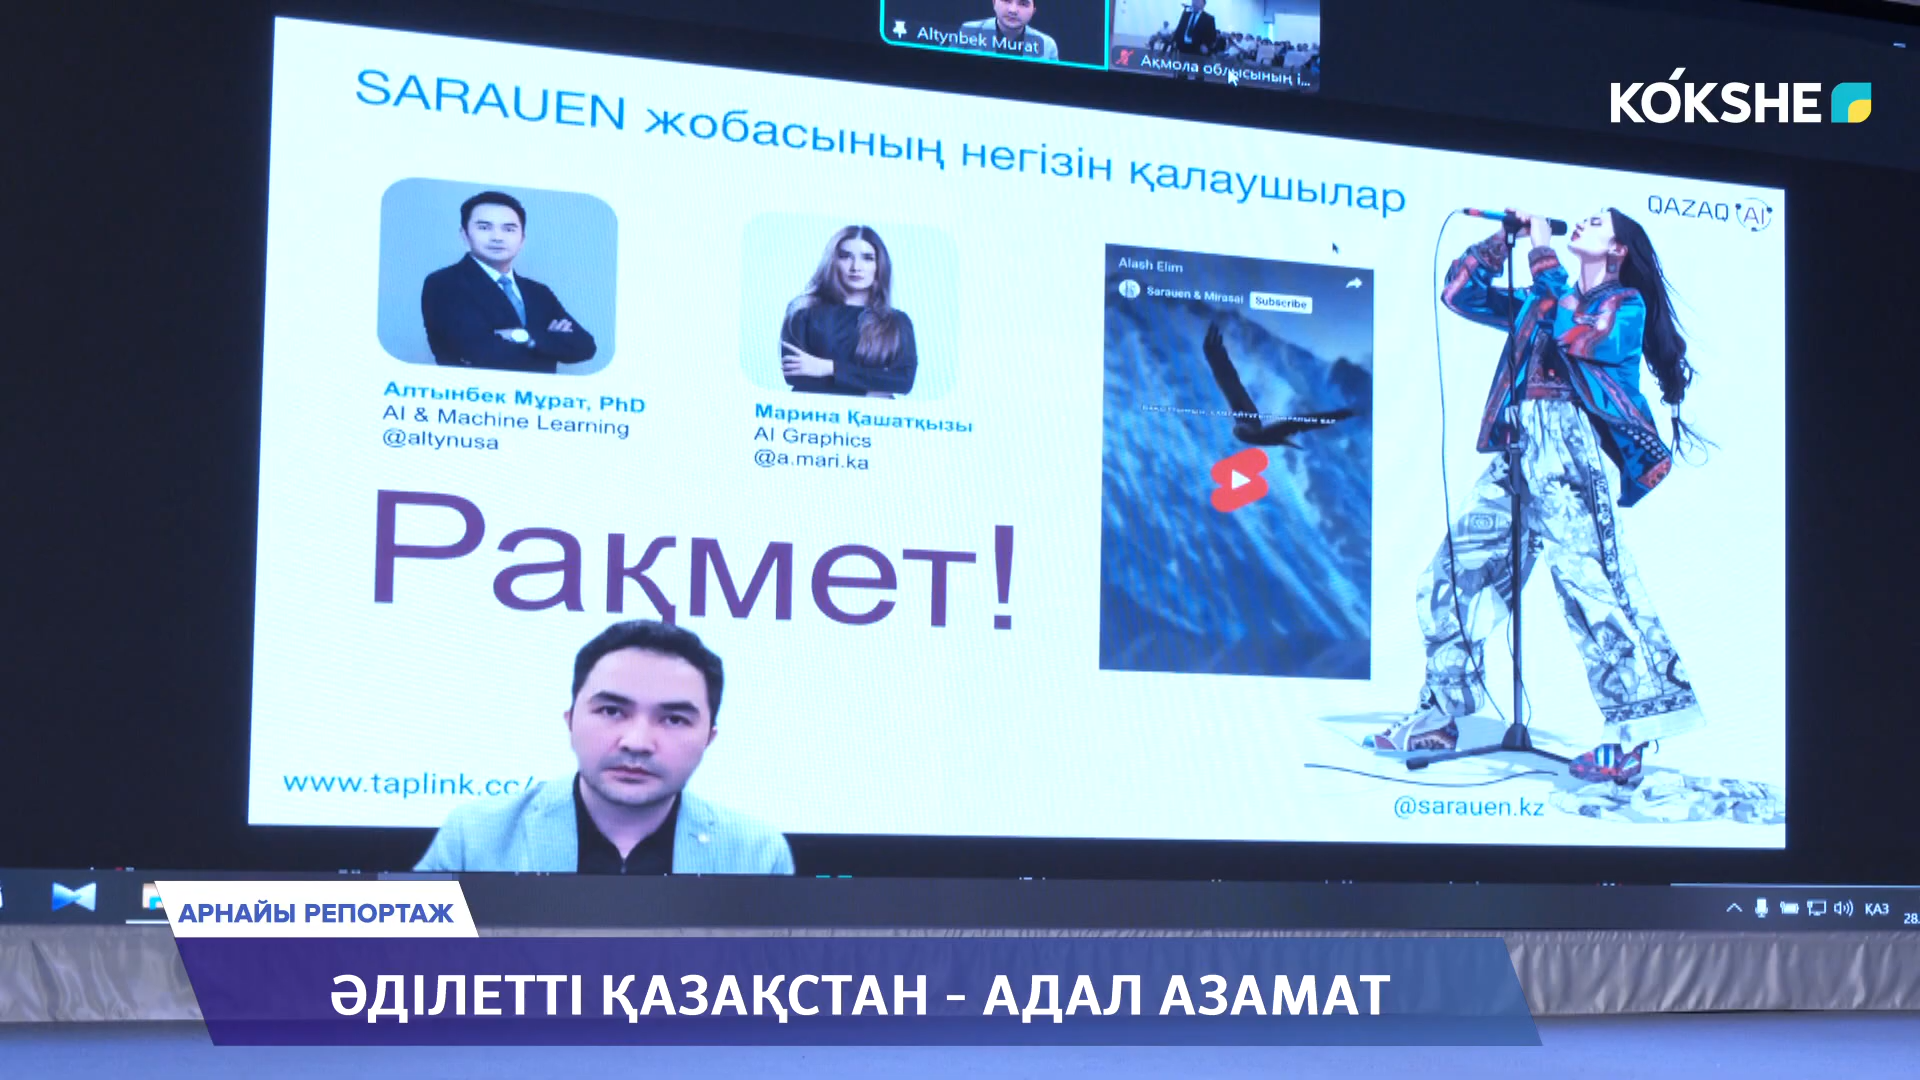 Altynbek Murat
Ақмола облысының і...
KÓKSHE
SARAUEN жобасының негізін қалаушылар
QAZAQ AI
Alash Elim
Sarauen & Mirasai Subscribe
Алтынбек Мұрат, PhD
AI & Machine Learning
@altynusa
Марина Қашатқызы
AI Graphics
@a.mari.ka
Рақмет!
www.taplink.cc/
@sarauen.kz
ҚАЗ
28.
АРНАЙЫ РЕПОРТАЖ
ӘДІЛЕТТІ ҚАЗАҚСТАН - АДАЛ АЗАМАТ